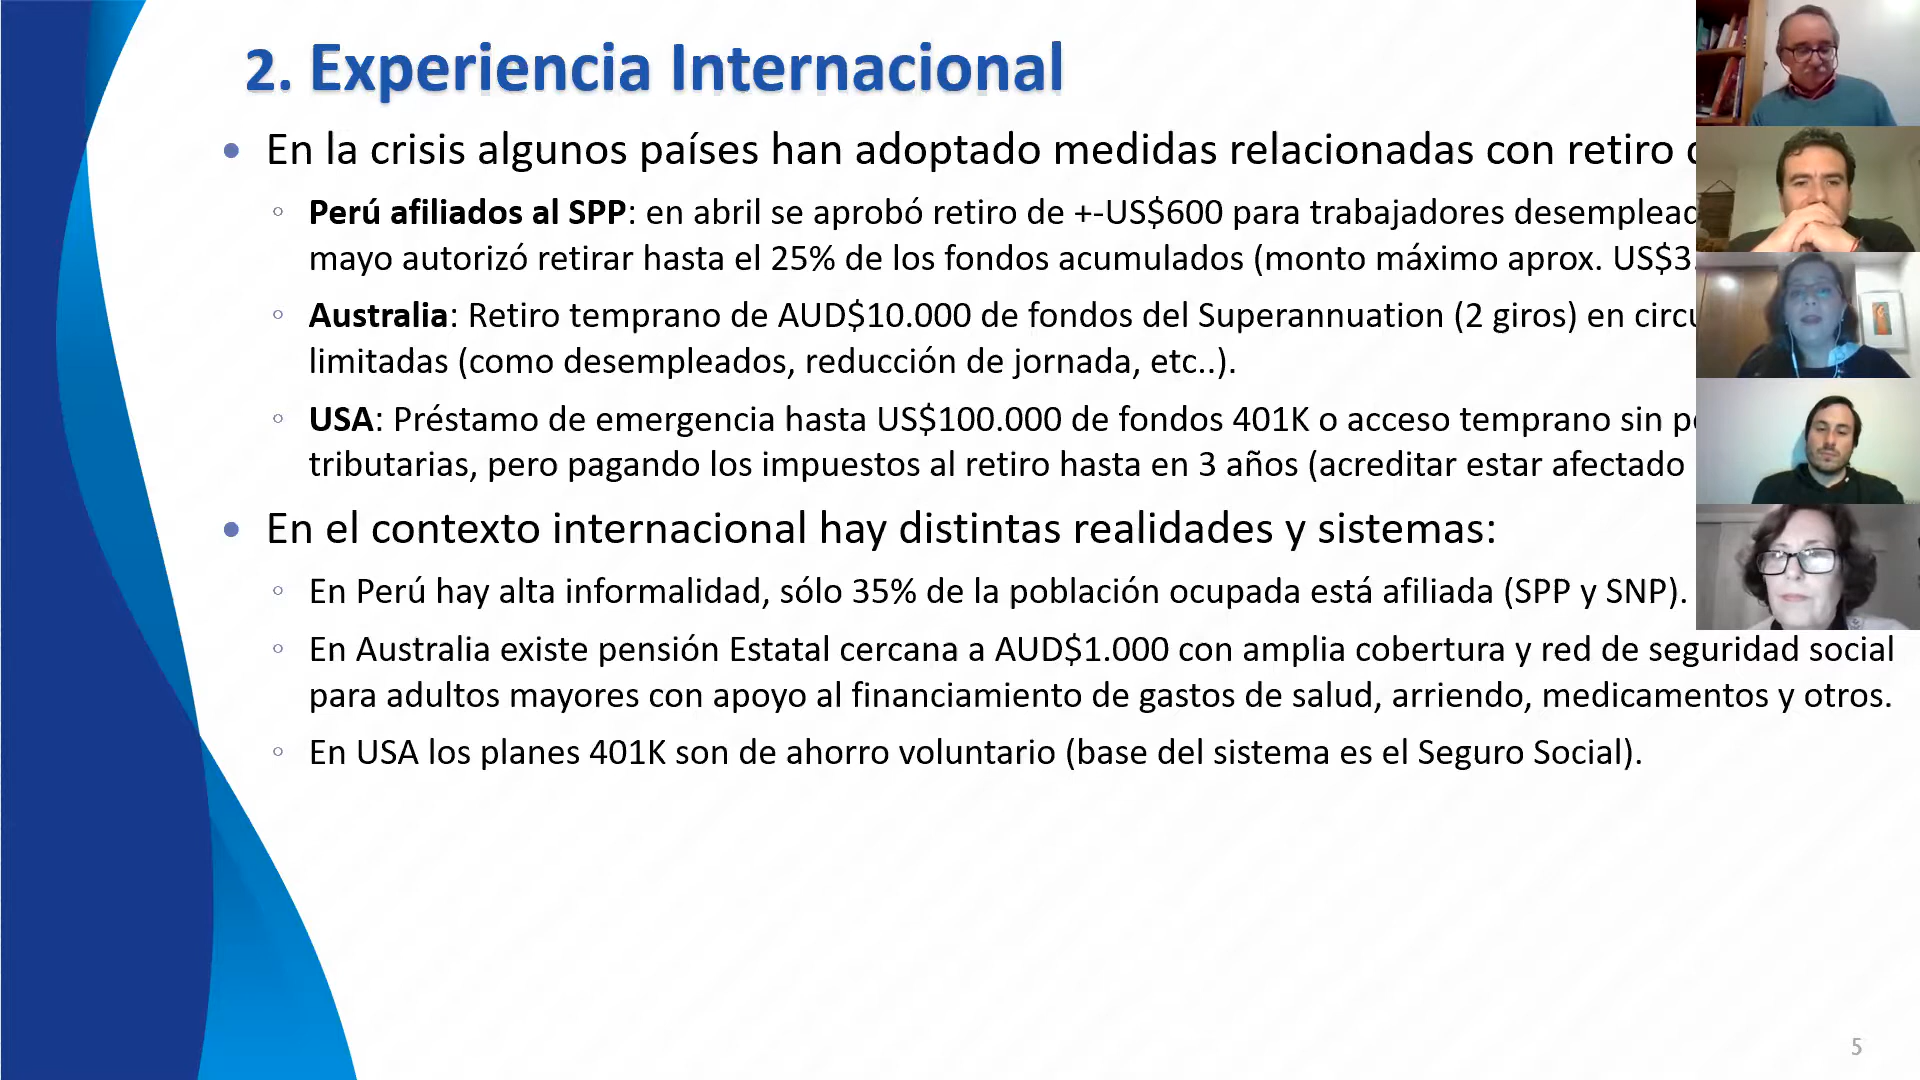 2. Experiencia Internacional
• En la crisis algunos países han adoptado medidas relacionadas con retiro
○ Perú afiliados al SPP: en abril se aprobó retiro de +-US$600 para trabajadores
mayo autorizó retirar hasta el 25% de los fondos acumulados (monto máximo aprox.
○ Australia: Retiro temprano de AUD$10.000 de fondos del Superannuation (2 giros) en
limitadas (como desempleados, reducción de jornada, etc..).
○ USA: Préstamo de emergencia hasta US$100.000 de fondos 401K o acceso temprano sin
tributarias, pero pagando los impuestos al retiro hasta en 3 años (acreditar estar afectado
• En el contexto internacional hay distintas realidades y sistemas:
○ En Perú hay alta informalidad, sólo 35% de la población ocupada está afiliada (SPP y SNP).
○ En Australia existe pensión Estatal cercana a AUD$1.000 con amplia cobertura y red de seguridad social
para adultos mayores con apoyo al financiamiento de gastos de salud, arriendo, medicamentos y otros.
○ En USA los planes 401K son de ahorro voluntario (base del sistema es el Seguro Social).
5